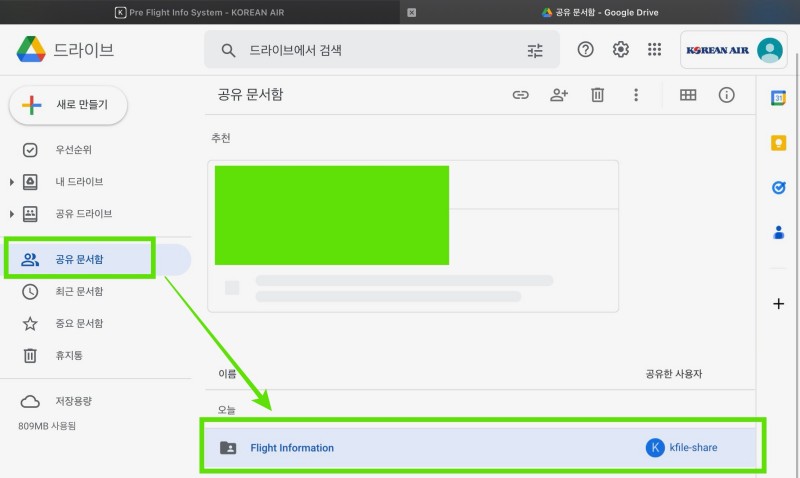 Pre Flight Info System - KOREAN AIR
공유 문서함 - Google Drive
드라이브
드라이브에서 검색
KOREAN AIR
새로 만들기
공유 문서함
31
우선순위
추천
내 드라이브
공유 드라이브
공유 문서함
최근 문서함
중요 문서함
휴지통
이름
공유한 사용자
저장용량
오늘
809MB 사용됨
Flight Information
K kfile-share